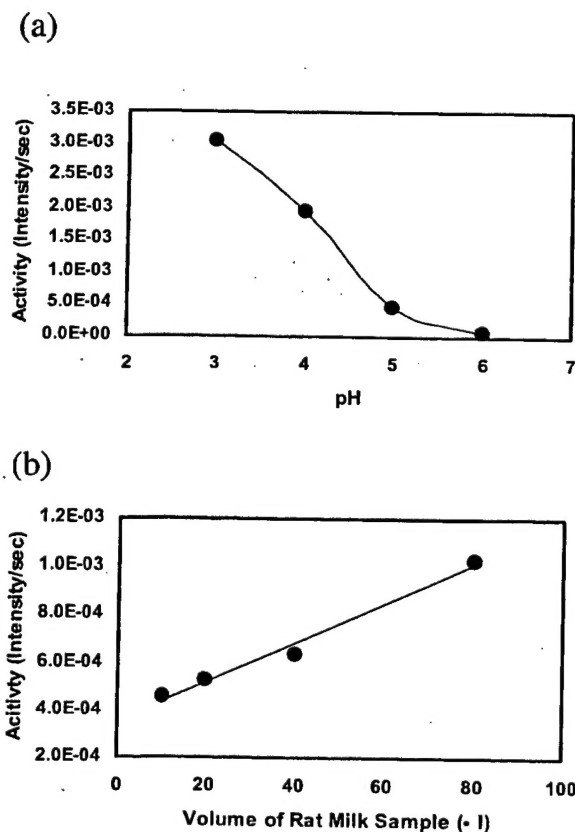 (a)
3.5E-03
3.0E-03
2.5E-03
2.0E-03
1.5E-03
1.0E-03
5.0E-04
0.0E+00
Activity (Intensity/sec)
2 3 4 5 6 7
pH
(b)
1.2E-03
1.0E-03
8.0E-04
6.0E-04
4.0E-04
2.0E-04
Acitivty (Intensity/sec)
0 20 40 60 80 100
Volume of Rat Milk Sample (• l)